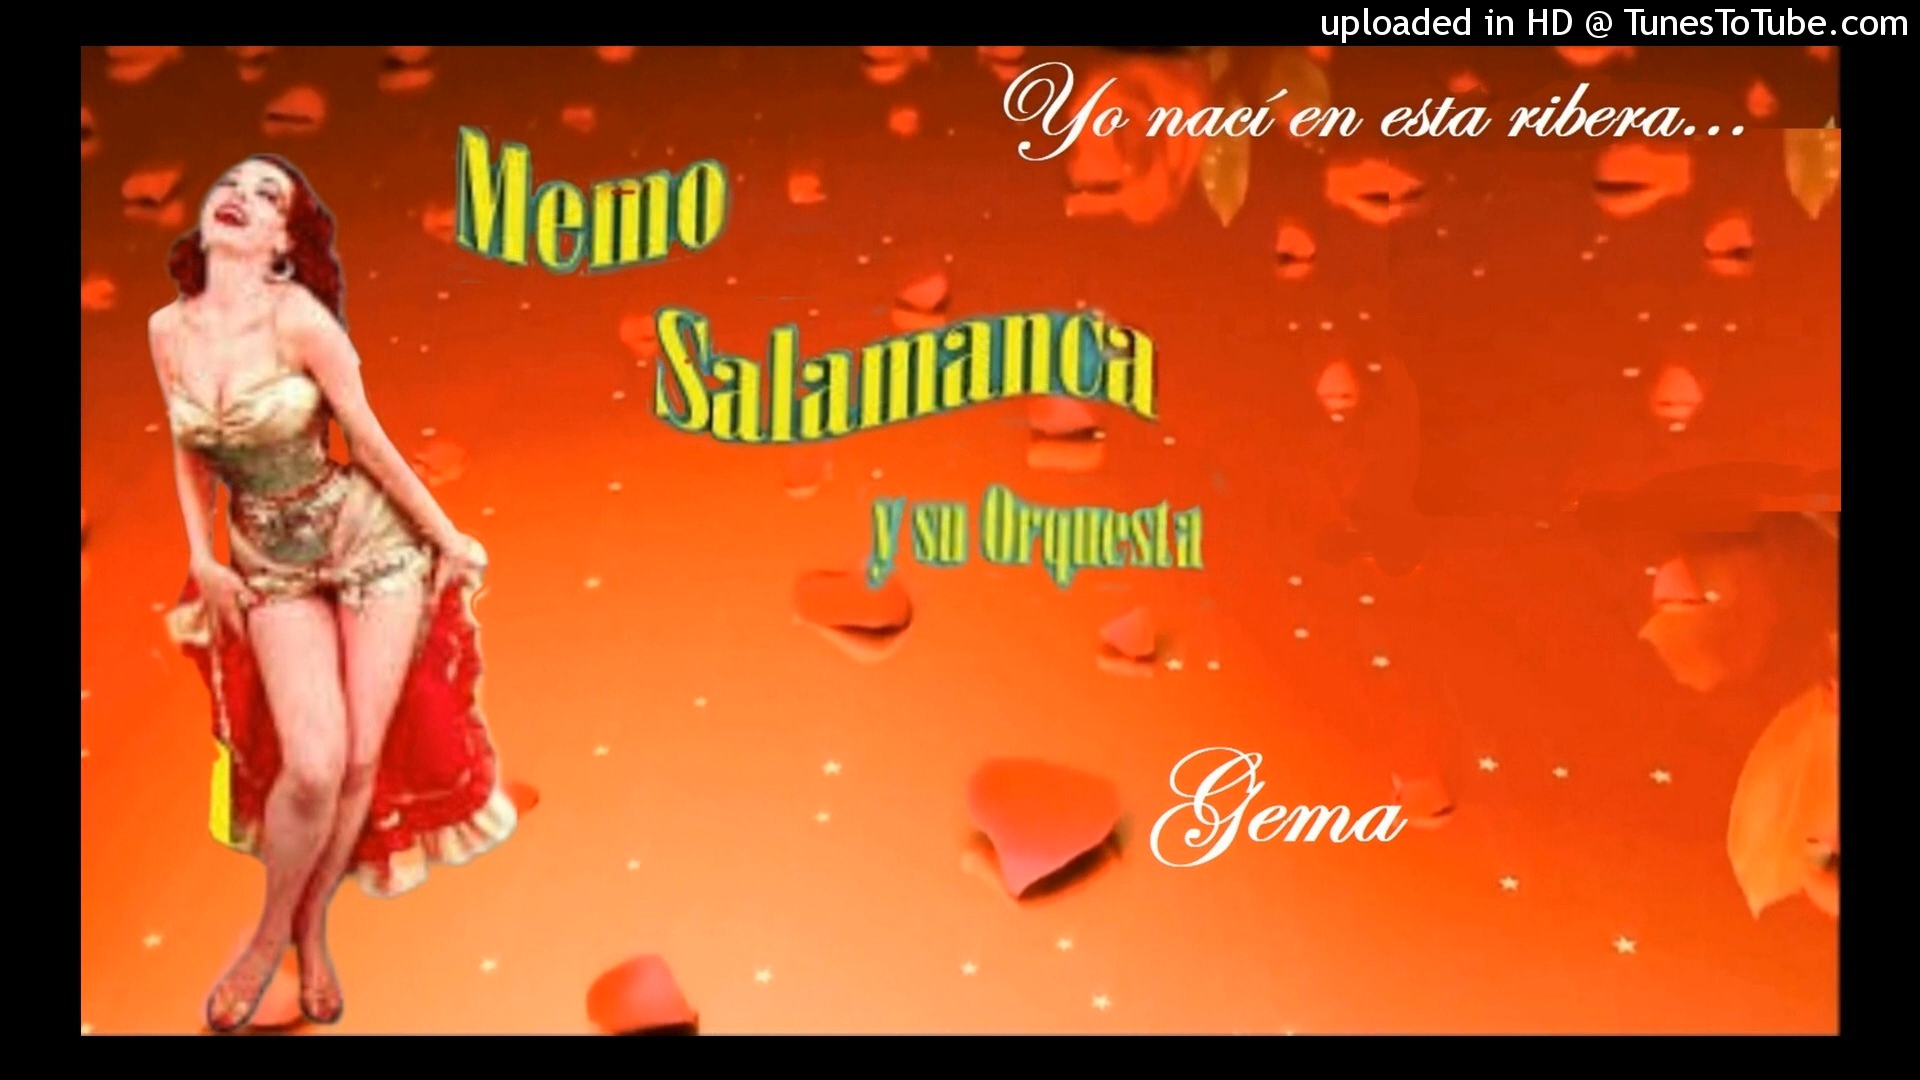 uploaded in HD @ TunesToTube.com
Yo nací en esta ribera...
Memo
Salamanca
y su Orquesta
Gema